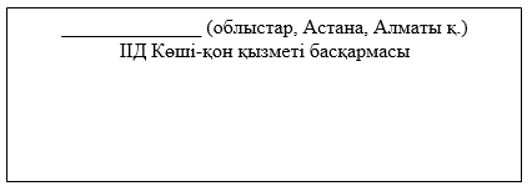 _______________ (облыстар, Астана, Алматы қ.)
ІІД Көші-қон қызметі басқармасы